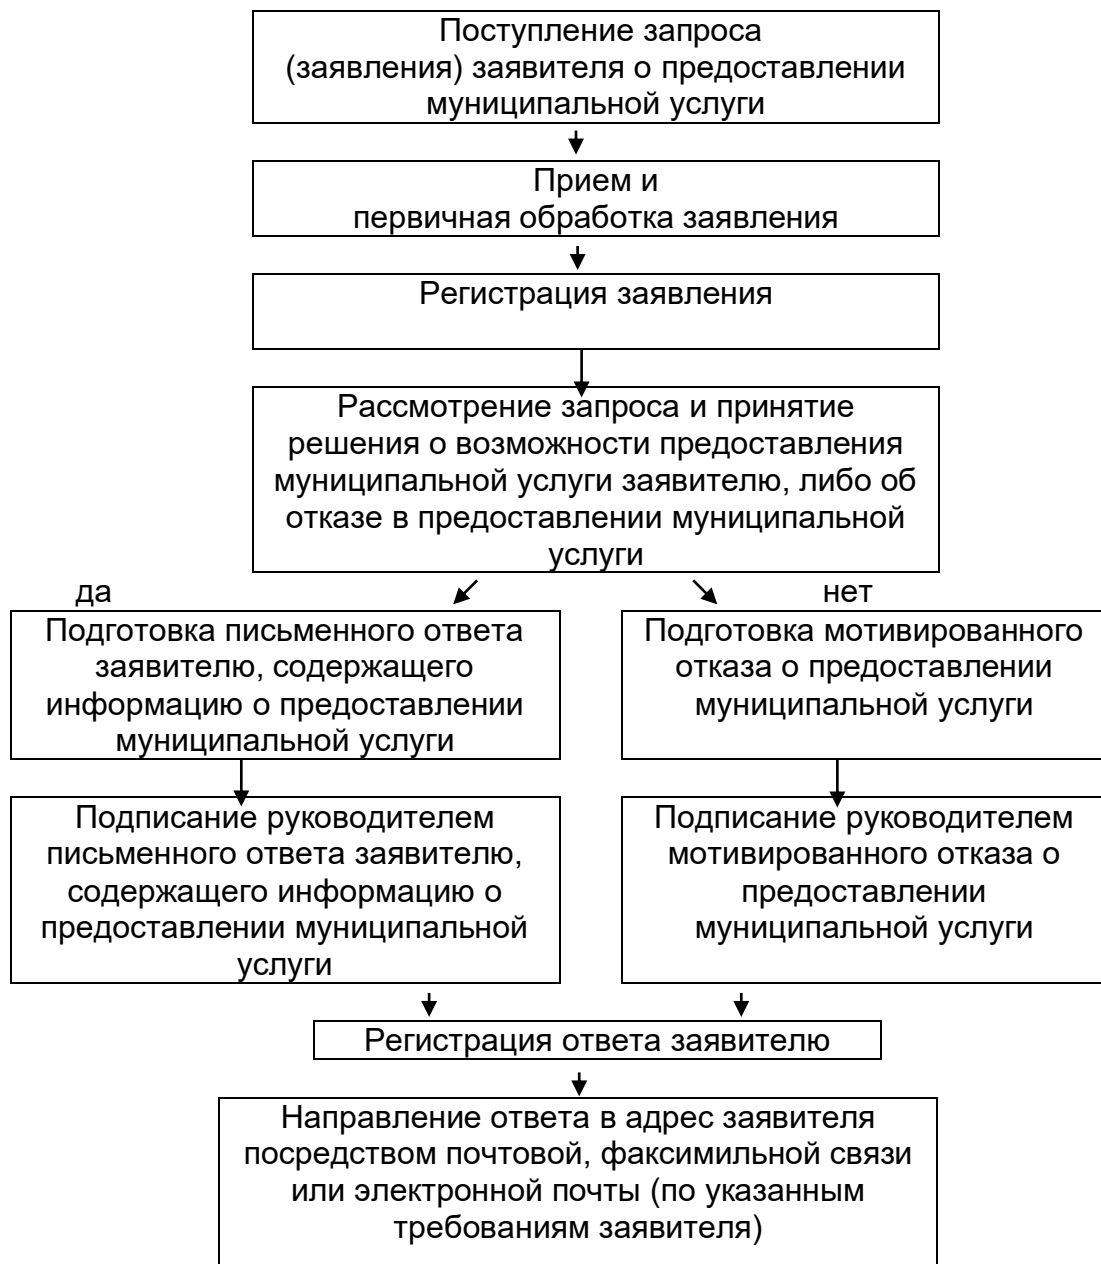 Поступление запроса
(заявления) заявителя о предоставлении
муниципальной услуги
Прием и
первичная обработка заявления
Регистрация заявления
Рассмотрение запроса и принятие
решения о возможности предоставления
муниципальной услуги заявителю, либо об
отказе в предоставлении муниципальной
услуги
да
нет
Подготовка письменного ответа
заявителю, содержащего
информацию о предоставлении
муниципальной услуги
Подготовка мотивированного
отказа о предоставлении
муниципальной услуги
Подписание руководителем
письменного ответа заявителю,
содержащего информацию о
предоставлении муниципальной
услуги
Подписание руководителем
мотивированного отказа о
предоставлении
муниципальной услуги
Регистрация ответа заявителю
Направление ответа в адрес заявителя
посредством почтовой, факсимильной связи
или электронной почты (по указанным
требованиям заявителя)